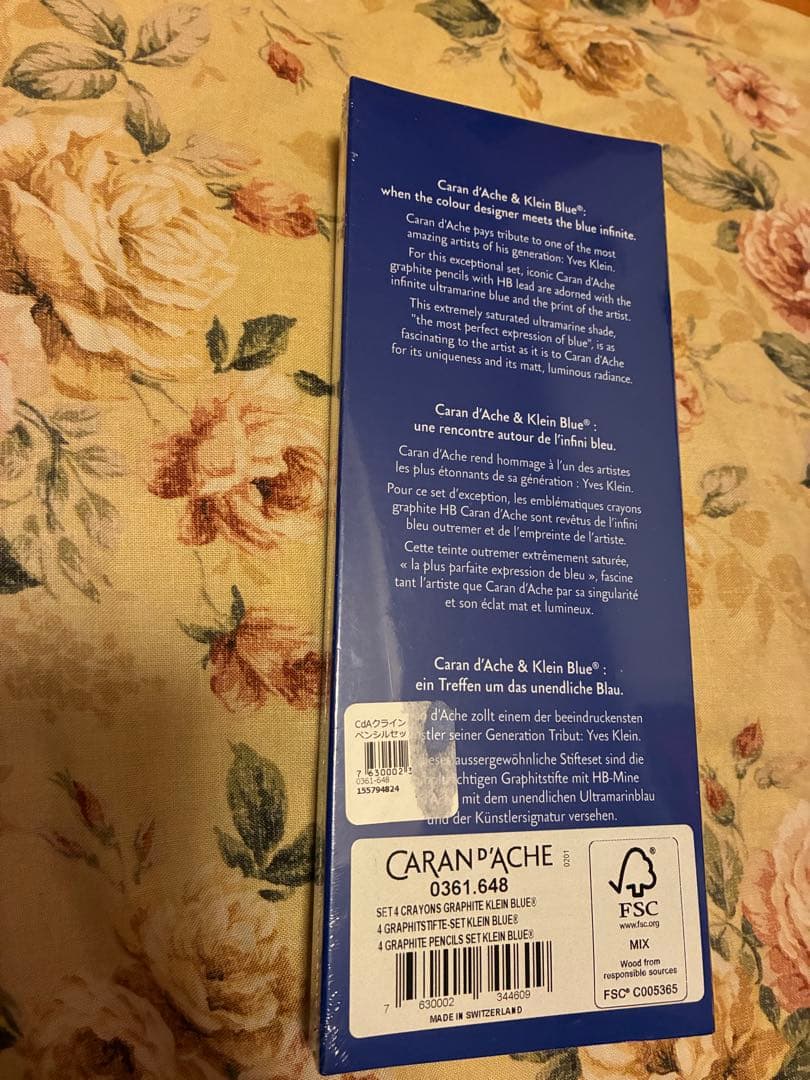 Caran d'Ache & Klein Blue®:
when the colour designer meets the blue infinite.
Caran d'Ache pays tribute to one of the most
amazing artists of his generation: Yves Klein.
For this exceptional set, iconic Caran d'Ache
graphite pencils with HB lead are adorned with the
infinite ultramarine blue and the print of the artist.
This extremely saturated ultramarine shade,
"the most perfect expression of blue", is as
fascinating to the artist as it is to Caran d'Ache
for its uniqueness and its matt, luminous radiance.
Caran d'Ache & Klein Blue® :
une rencontre autour de l'infini bleu.
Caran d'Ache rend hommage à l'un des artistes
les plus étonnants de sa génération : Yves Klein.
Pour ce set d'exception, les emblématiques crayons
graphite HB Caran d'Ache sont revêtus de l'infini
bleu outremer et de l'empreinte de l'artiste.
Cette teinte outremer extrêmement saturée,
« la plus parfaite expression de bleu », fascine
tant l'artiste que Caran d'Ache par sa singularité
et son éclat mat et lumineux.
Caran d'Ache & Klein Blue® :
ein Treffen um das unendliche Blau.
d'Ache zollt einem der beeindruckensten
seiner Generation Tribut: Yves Klein.
aussergewöhnliche Stifteset sind die
Graphitstifte mit HB-Mine
mit dem unendlichen Ultramarinblau
und der Künstlersignatur versehen.
CdAクライン
ペンシルセッ
7 630002
0361-648
155794824
CARAN D'ACHE
0201
0361.648
SET 4 CRAYONS GRAPHITE KLEIN BLUE®
4 GRAPHITSTIFTE-SET KLEIN BLUE®
4 GRAPHITE PENCILS SET KLEIN BLUE®
7 630002 344609
MADE IN SWITZERLAND
®
FSC
www.fsc.org
MIX
Wood from
responsible sources
FSC® C005365